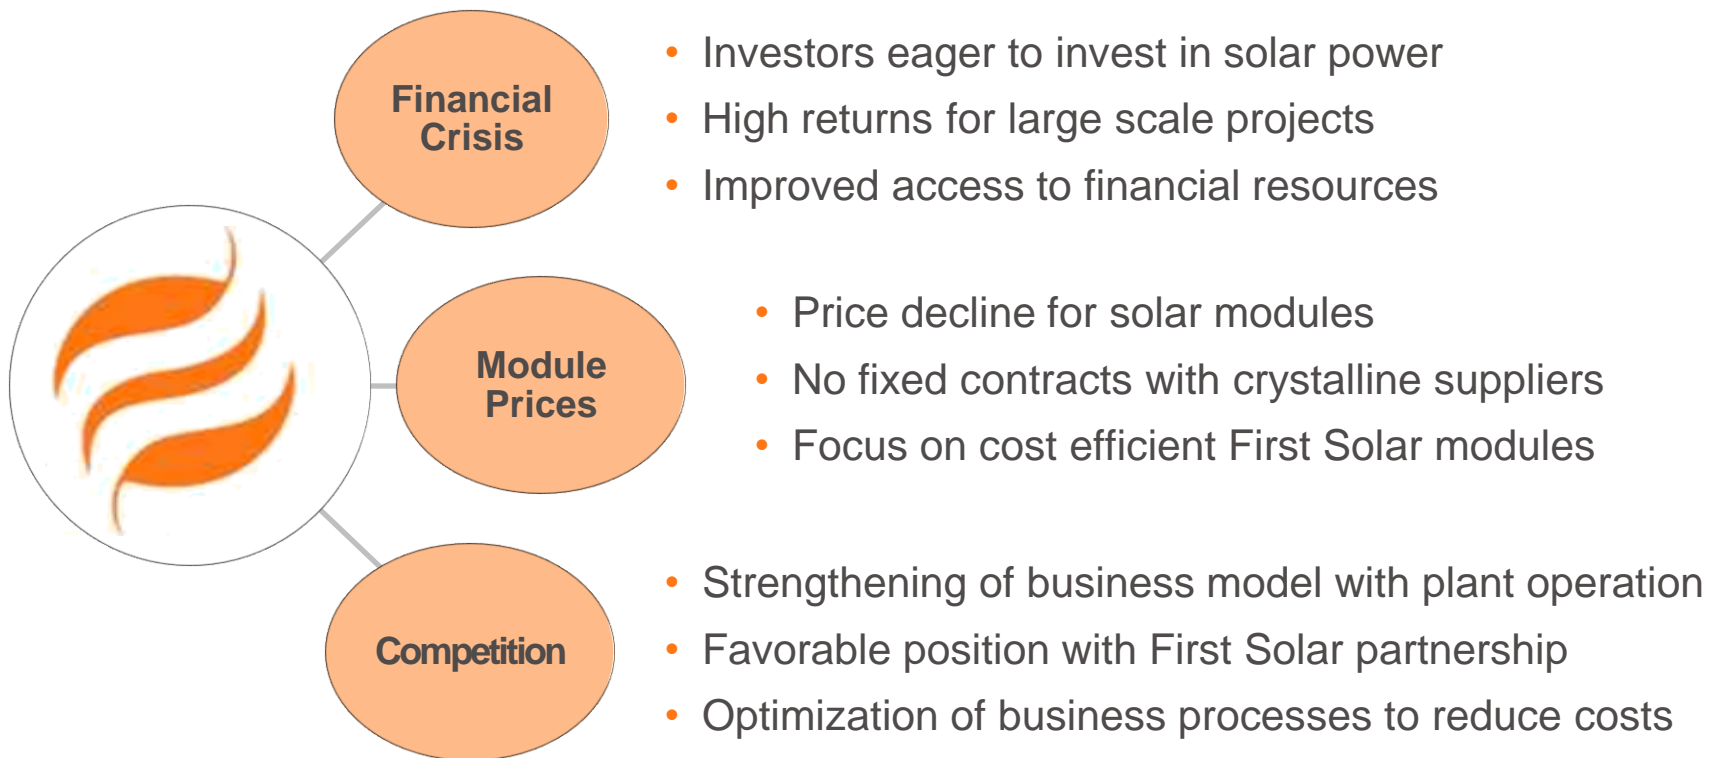 Financial
Crisis
• Investors eager to invest in solar power
• High returns for large scale projects
• Improved access to financial resources
Module
Prices
• Price decline for solar modules
• No fixed contracts with crystalline suppliers
• Focus on cost efficient First Solar modules
Competition
• Strengthening of business model with plant operation
• Favorable position with First Solar partnership
• Optimization of business processes to reduce costs